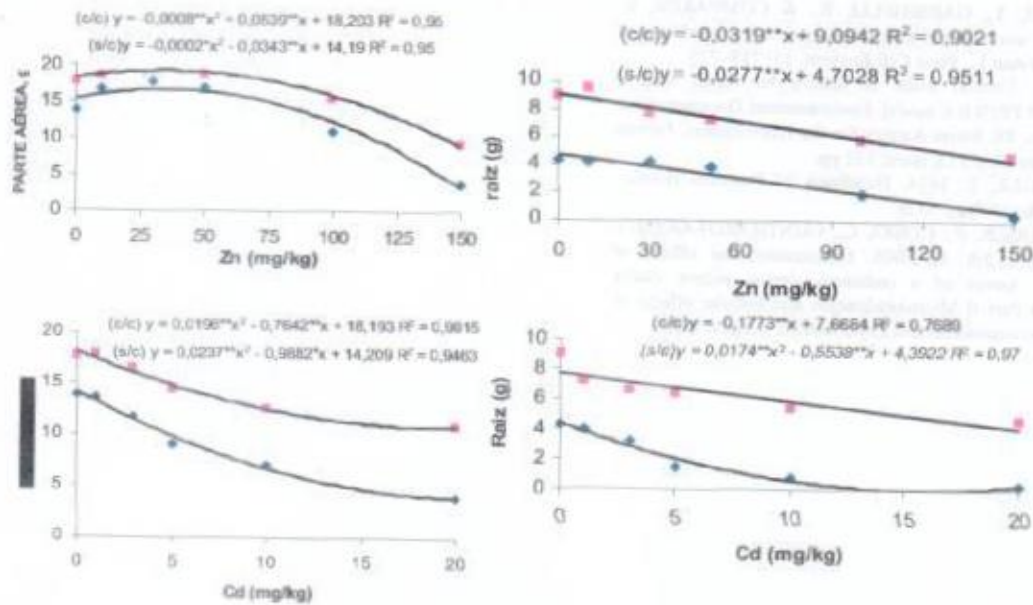 (c/c) y = -0,0008**x² - 0,0539**x + 18,203 R² = 0,95
(s/c)y = -0,0002*x² - 0,0343**x + 14,19 R² = 0,95
PARTE AÉREA, g
20
15
10
5
0
0 25 50 75 100 125 150
Zn (mg/kg)
(c/c)y = -0,0319**x + 9,0942 R² = 0,9021
(s/c)y = -0,0277**x + 4,7028 R² = 0,9511
raiz (g)
10
8
6
4
2
0
0 30 60 90 120 150
Zn (mg/kg)
(c/c) y = 0,0196**x² - 0,7642**x + 18,193 R² = 0,9815
(s/c) y = 0,0237**x² - 0,9882*x + 14,209 R² = 0,9463
20
15
10
5
0
0 5 10 15 20
Cd (mg/kg)
(c/c)y = -0,1773**x + 7,6684 R² = 0,7689
(s/c)y = 0,0174**x² - 0,5538**x + 4,3922 R² = 0,97
Raiz (g)
10
8
6
4
2
0
0 5 10 15 20
Cd (mg/kg)